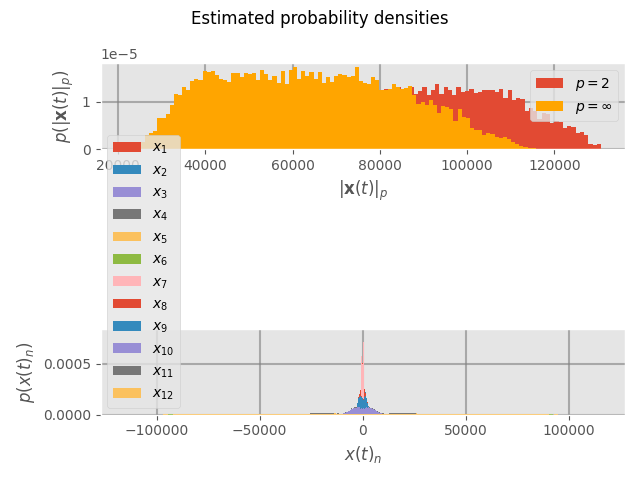 Estimated probability densities
1e−5
p(|x(t)|p)
1
0
p = 2
p = ∞
20000 40000 60000 80000 100000 120000
|x(t)|p
x1
x2
x3
x4
x5
x6
x7
x8
x9
x10
x11
x12
p(x(t)n)
0.0005
0.0000
−100000 −50000 0 50000 100000
x(t)n